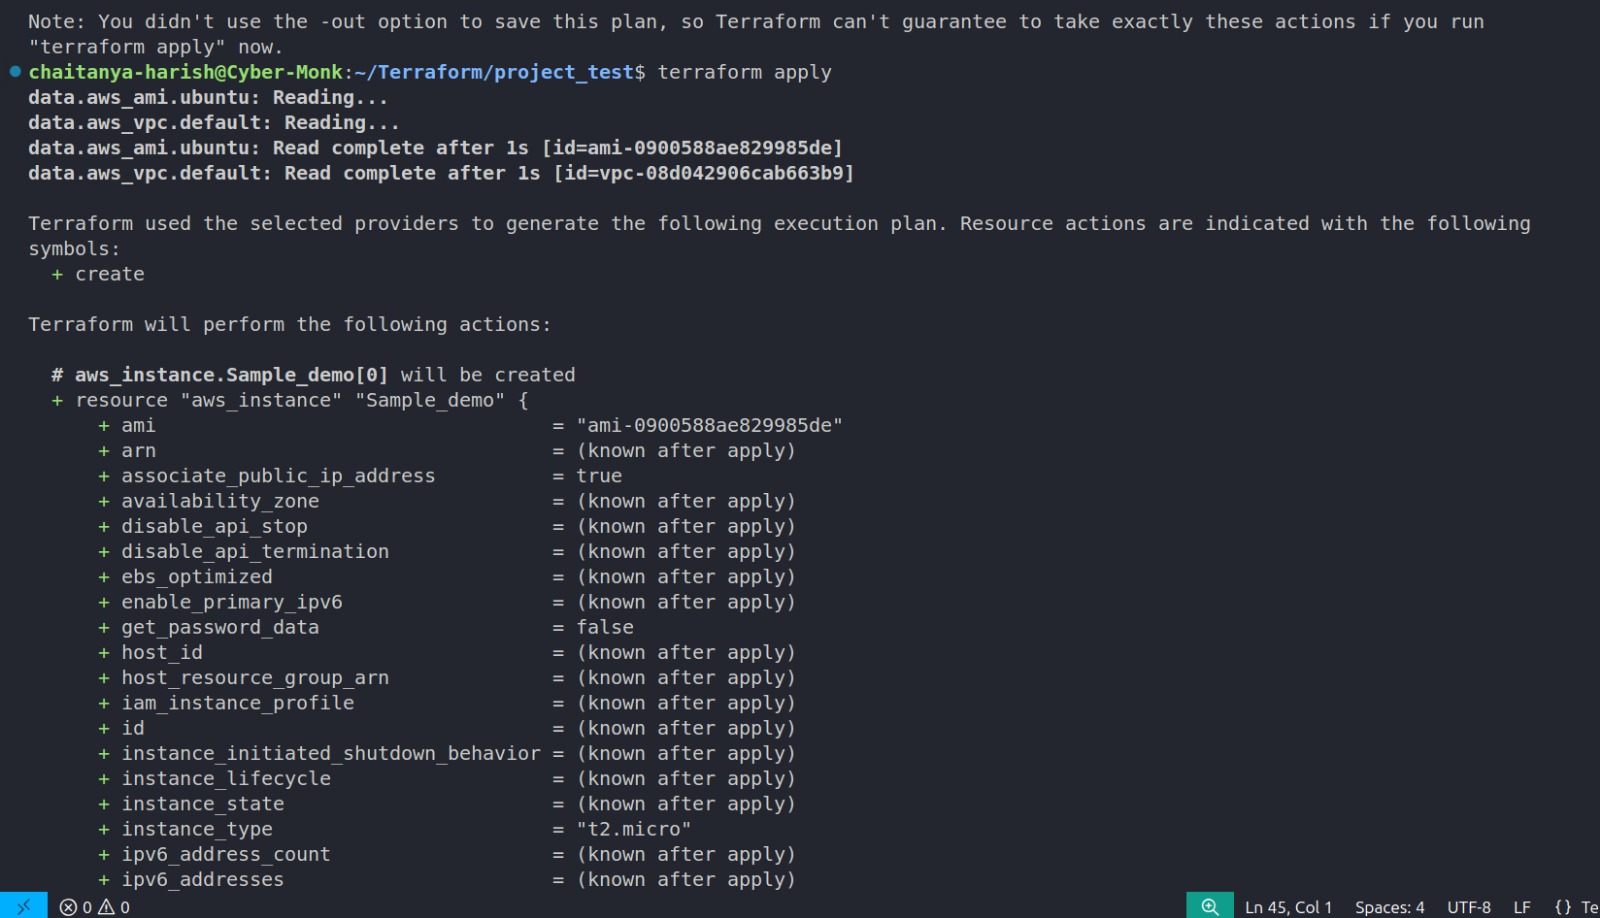 Note: You didn't use the -out option to save this plan, so Terraform can't guarantee to take exactly these actions if you run
"terraform apply" now.
chaitanya-harish@Cyber-Monk:~/Terraform/project_test$ terraform apply
data.aws_ami.ubuntu: Reading...
data.aws_vpc.default: Reading...
data.aws_ami.ubuntu: Read complete after 1s [id=ami-0900588ae829985de]
data.aws_vpc.default: Read complete after 1s [id=vpc-08d042906cab663b9]

Terraform used the selected providers to generate the following execution plan. Resource actions are indicated with the following
symbols:
  + create

Terraform will perform the following actions:

  # aws_instance.Sample_demo[0] will be created
  + resource "aws_instance" "Sample_demo" {
      + ami                                  = "ami-0900588ae829985de"
      + arn                                  = (known after apply)
      + associate_public_ip_address          = true
      + availability_zone                    = (known after apply)
      + disable_api_stop                     = (known after apply)
      + disable_api_termination              = (known after apply)
      + ebs_optimized                        = (known after apply)
      + enable_primary_ipv6                  = (known after apply)
      + get_password_data                    = false
      + host_id                              = (known after apply)
      + host_resource_group_arn              = (known after apply)
      + iam_instance_profile                 = (known after apply)
      + id                                   = (known after apply)
      + instance_initiated_shutdown_behavior = (known after apply)
      + instance_lifecycle                   = (known after apply)
      + instance_state                       = (known after apply)
      + instance_type                        = "t2.micro"
      + ipv6_address_count                   = (known after apply)
      + ipv6_addresses                       = (known after apply)
0 0 Ln 45, Col 1 Spaces: 4 UTF-8 LF {} Te